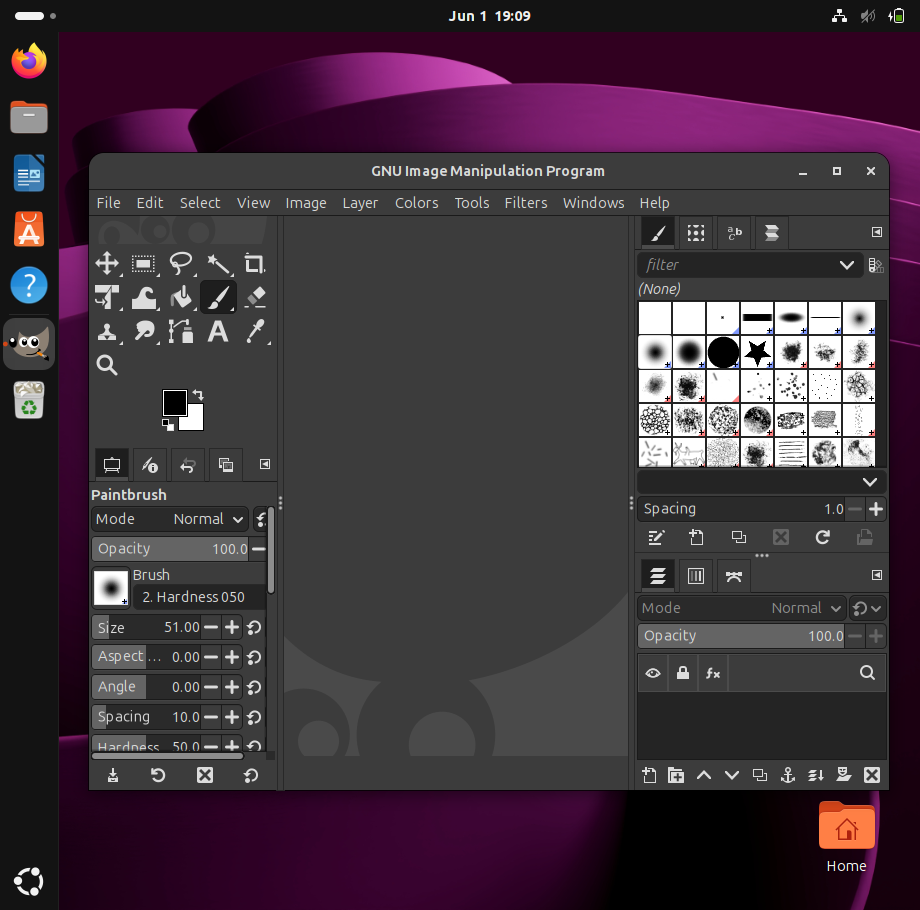 Jun 1 19:09
GNU Image Manipulation Program
File Edit Select View Image Layer Colors Tools Filters Windows Help
filter
(None)
Paintbrush
Mode Normal
Opacity 100.0
Brush
2. Hardness 050
Size 51.00
Aspect ... 0.00
Angle 0.00
Spacing 10.0
Hardness 50.0
Spacing 1.0
Mode Normal
Opacity 100.0
fx
Home